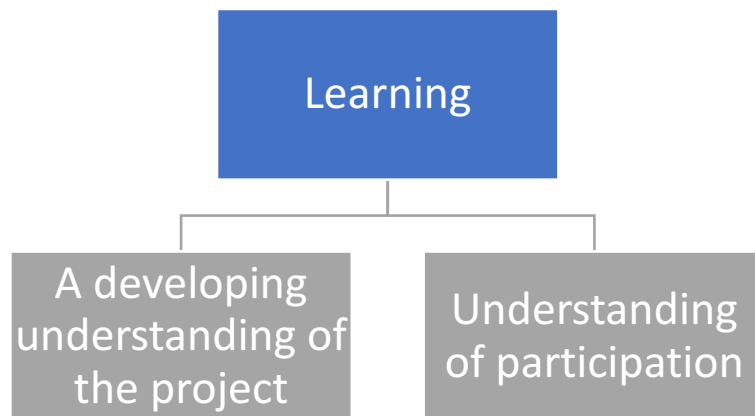 Learning
A developing
understanding of
the project
Understanding
of participation